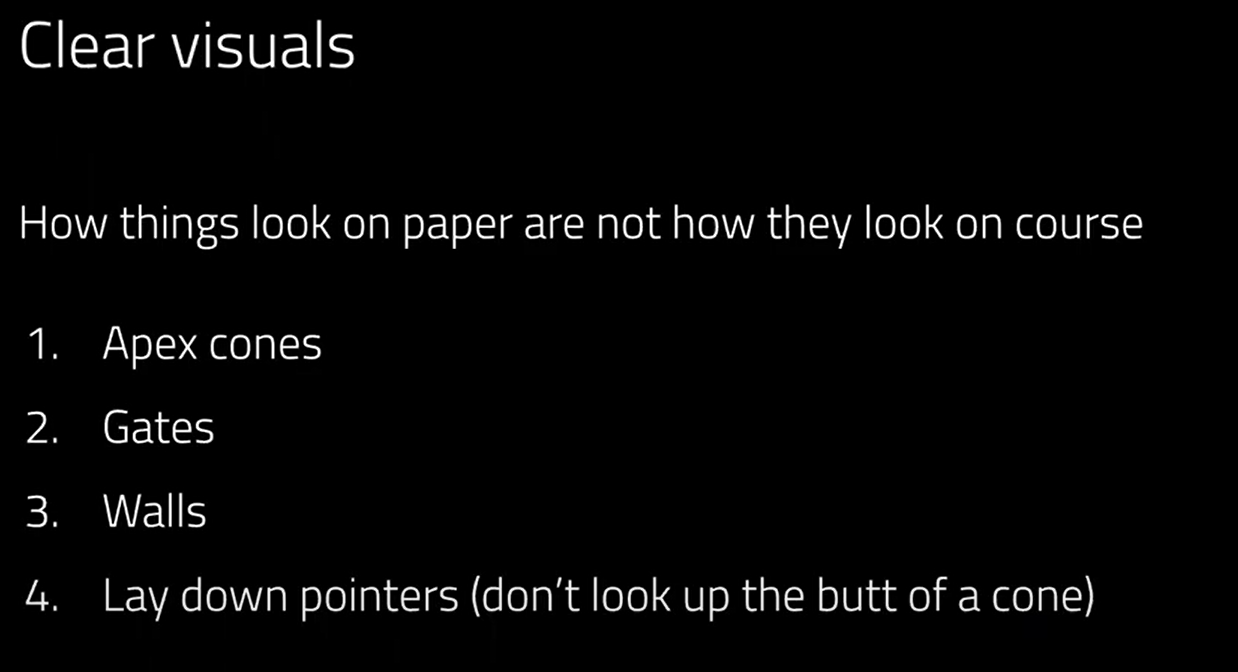 Clear visuals
How things look on paper are not how they look on course
1. Apex cones
2. Gates
3. Walls
4. Lay down pointers (don't look up the butt of a cone)